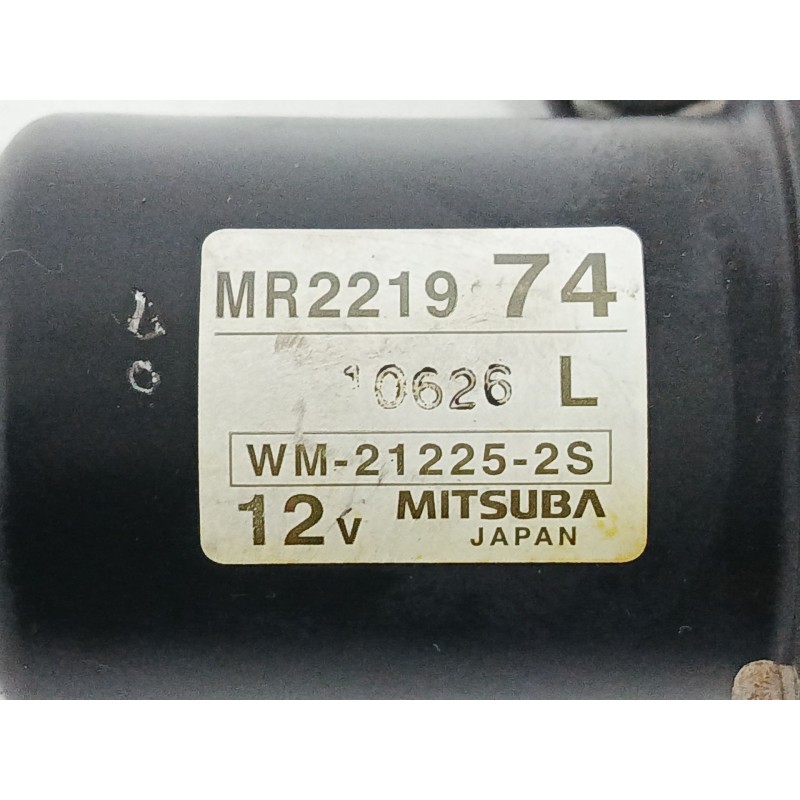 MR2219 74
10626 L
WM-21225-2S
12V MITSUBA
JAPAN